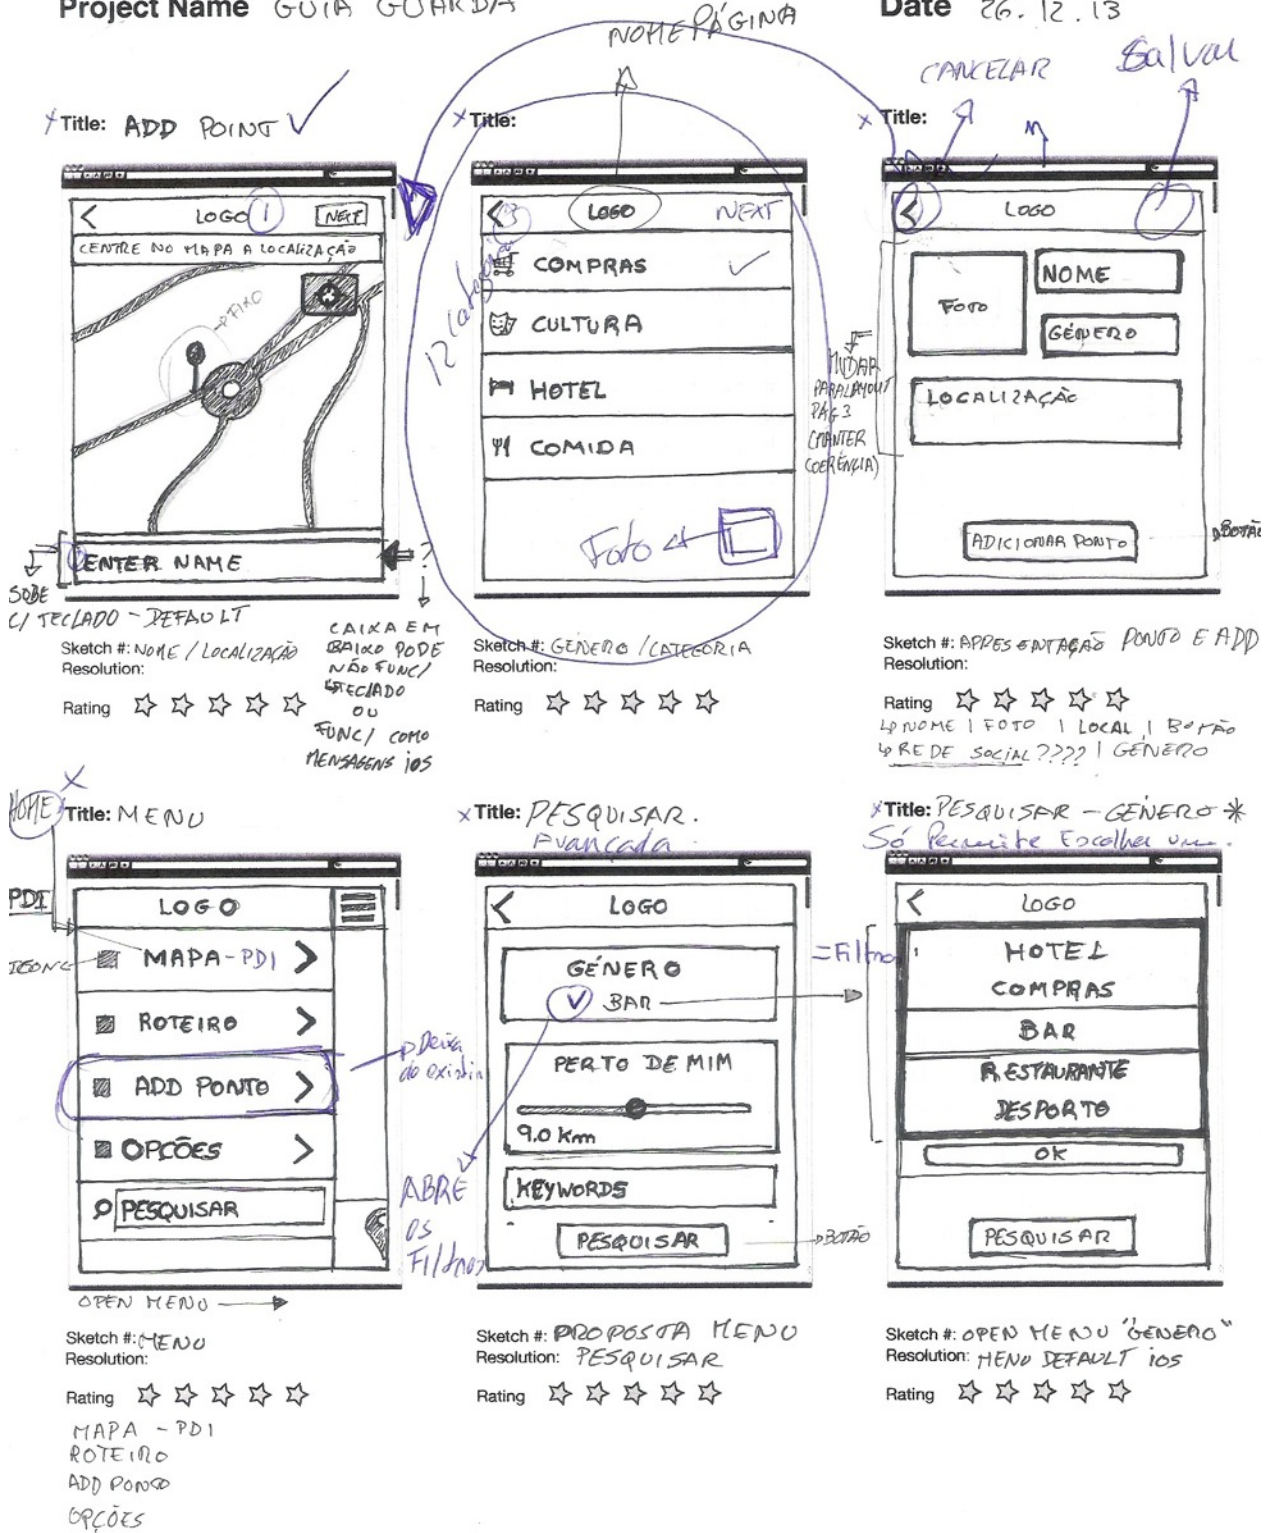 Project Name GUIA GUARDA
Date 26.12.13
NOME PÁGINA
CANCELAR
Salvar
Title: ADD POINT
LOGO 1
NEXT
CENTRE NO MAPA A LOCALIZAÇÃO
FIXO
ENTER NAME
?
SOBE
C/ TECLADO - DEFAULT
CAIXA EM
BAIXO PODE
NÃO FUNC/
TECLADO
OU
FUNC/ COMO
MENSAGENS iOS
Sketch #: NOME / LOCALIZAÇÃO
Resolution:
Rating
Title:
LOGO
NEXT
12 Categorias
COMPRAS
CULTURA
HOTEL
COMIDA
Foto
Sketch #: GÉNERO / CATEGORIA
Resolution:
Rating
Title:
LOGO
FOTO
NOME
GÉNERO
LOCALIZAÇÃO
MUDAR
PARA LAYOUT
PÁG 3
(MANTER
COERÊNCIA)
ADICIONAR PONTO
BOTÃO
Sketch #: APRESENTAÇÃO PONTO E ADD
Resolution:
Rating
NOME | FOTO | LOCAL | BOTÃO
REDE SOCIAL???? | GÉNERO
HOME
Title: MENU
PDI
LOGO
MAPA-PDI
ROTEIRO
ADD PONTO
Deixa
de existir
OPÇÕES
PESQUISAR
OPEN MENU
Sketch #: MENU
Resolution:
Rating
MAPA - PDI
ROTEIRO
ADD PONTO
OPÇÕES
Title: PESQUISAR.
Avançada.
LOGO
GÉNERO
BAR
PERTO DE MIM
9.0 Km
KEYWORDS
PESQUISAR
BOTÃO
ABRE
OS
Filtros
Sketch #: PROPOSTA MENU
Resolution: PESQUISAR
Rating
Title: PESQUISAR - GÉNERO *
Só Permite Escolher um.
LOGO
= Filtro
HOTEL
COMPRAS
BAR
RESTAURANTE
DESPORTO
OK
PESQUISAR
Sketch #: OPEN MENU "GÉNERO"
Resolution: MENU DEFAULT iOS
Rating